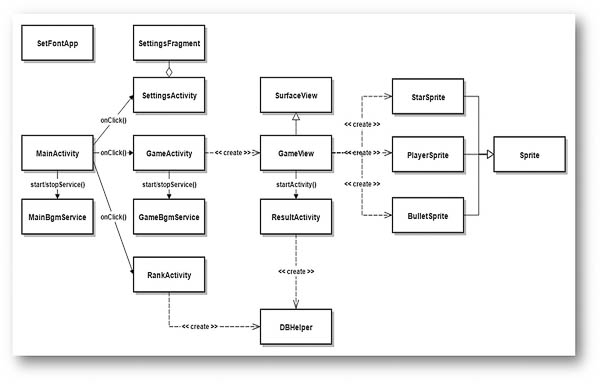 SetFontApp
SettingsFragment
SettingsActivity
SurfaceView
StarSprite
onClick()
<< create >>
MainActivity
onClick()
GameActivity
<< create >>
GameView
<< create >>
PlayerSprite
Sprite
start/stopService()
start/stopService()
startActivity()
<< create >>
MainBgmService
onClick()
GameBgmService
ResultActivity
BulletSprite
RankActivity
<< create >>
<< create >>
DBHelper